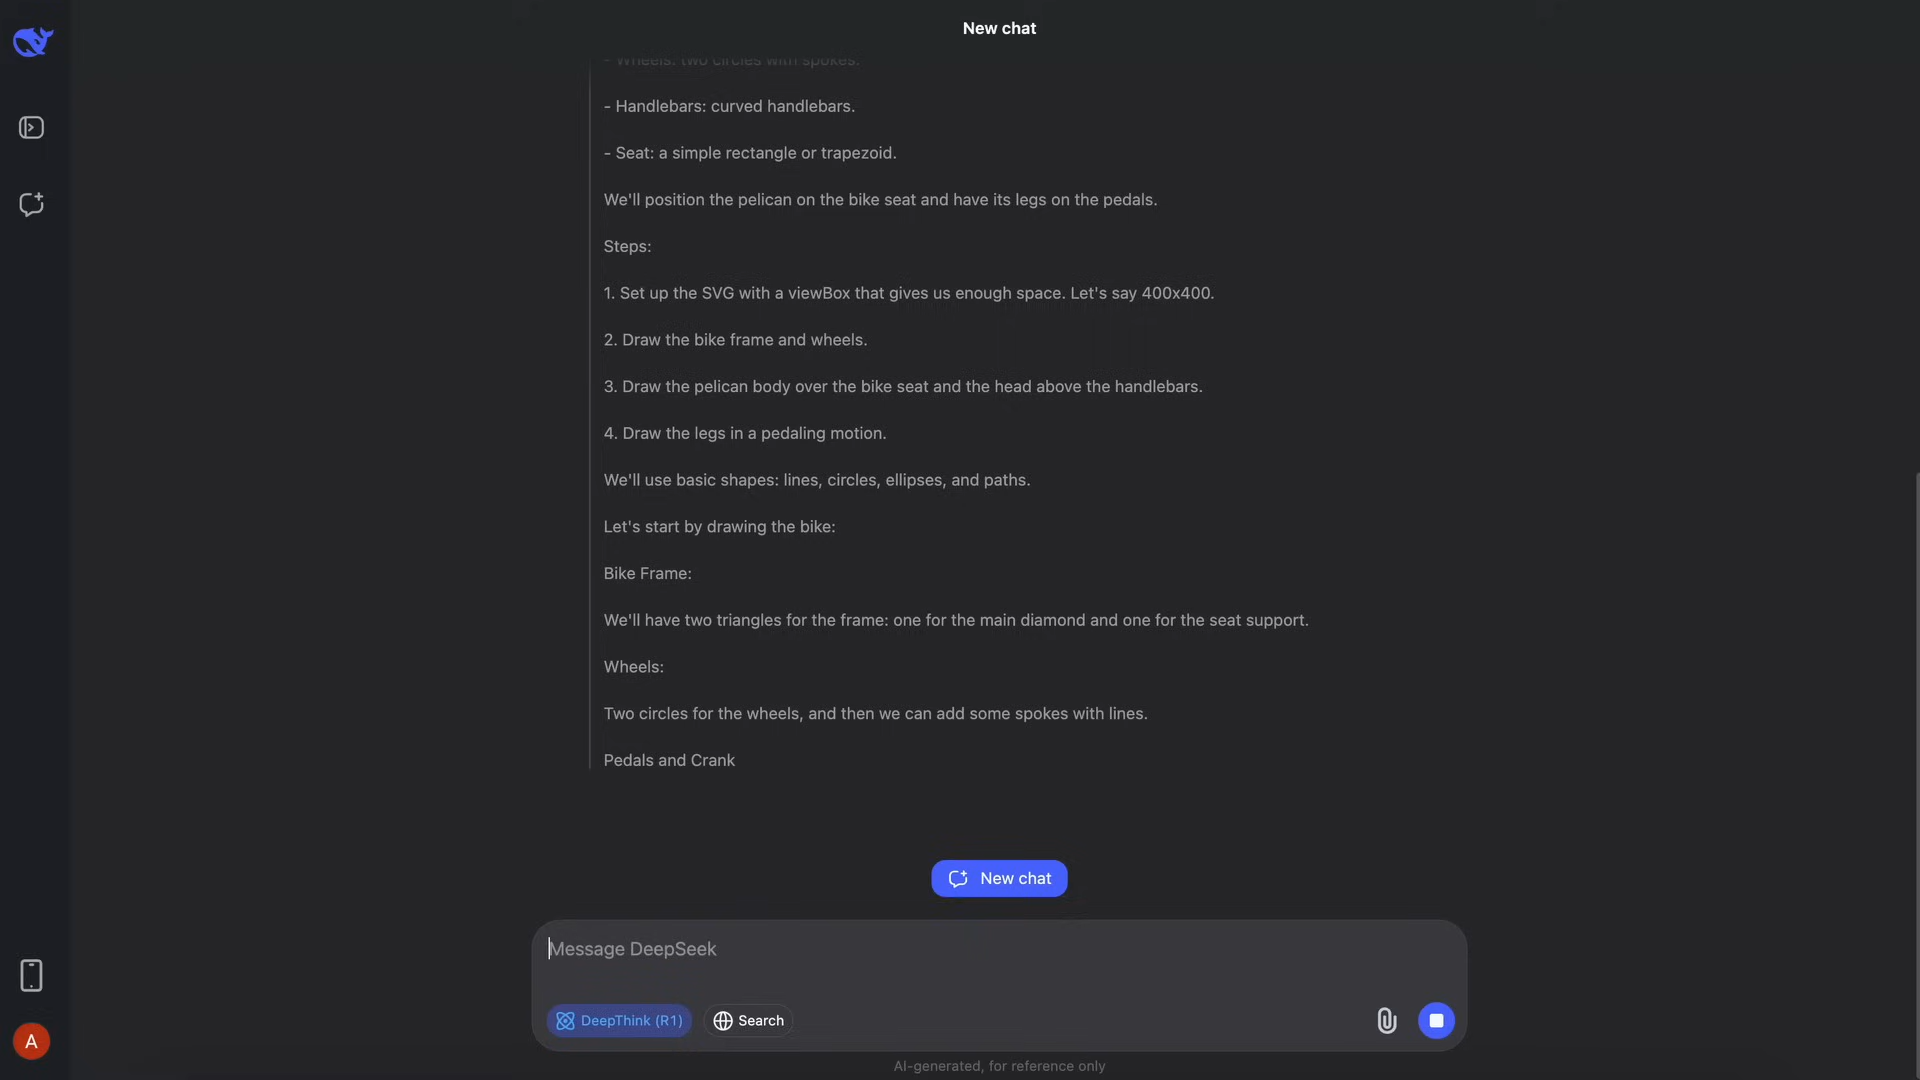 New chat
- Wheels: two circles with spokes.
- Handlebars: curved handlebars.
- Seat: a simple rectangle or trapezoid.
We'll position the pelican on the bike seat and have its legs on the pedals.
Steps:
1. Set up the SVG with a viewBox that gives us enough space. Let's say 400x400.
2. Draw the bike frame and wheels.
3. Draw the pelican body over the bike seat and the head above the handlebars.
4. Draw the legs in a pedaling motion.
We'll use basic shapes: lines, circles, ellipses, and paths.
Let's start by drawing the bike:
Bike Frame:
We'll have two triangles for the frame: one for the main diamond and one for the seat support.
Wheels:
Two circles for the wheels, and then we can add some spokes with lines.
Pedals and Crank
New chat
Message DeepSeek
DeepThink (R1)
Search
A
AI-generated, for reference only